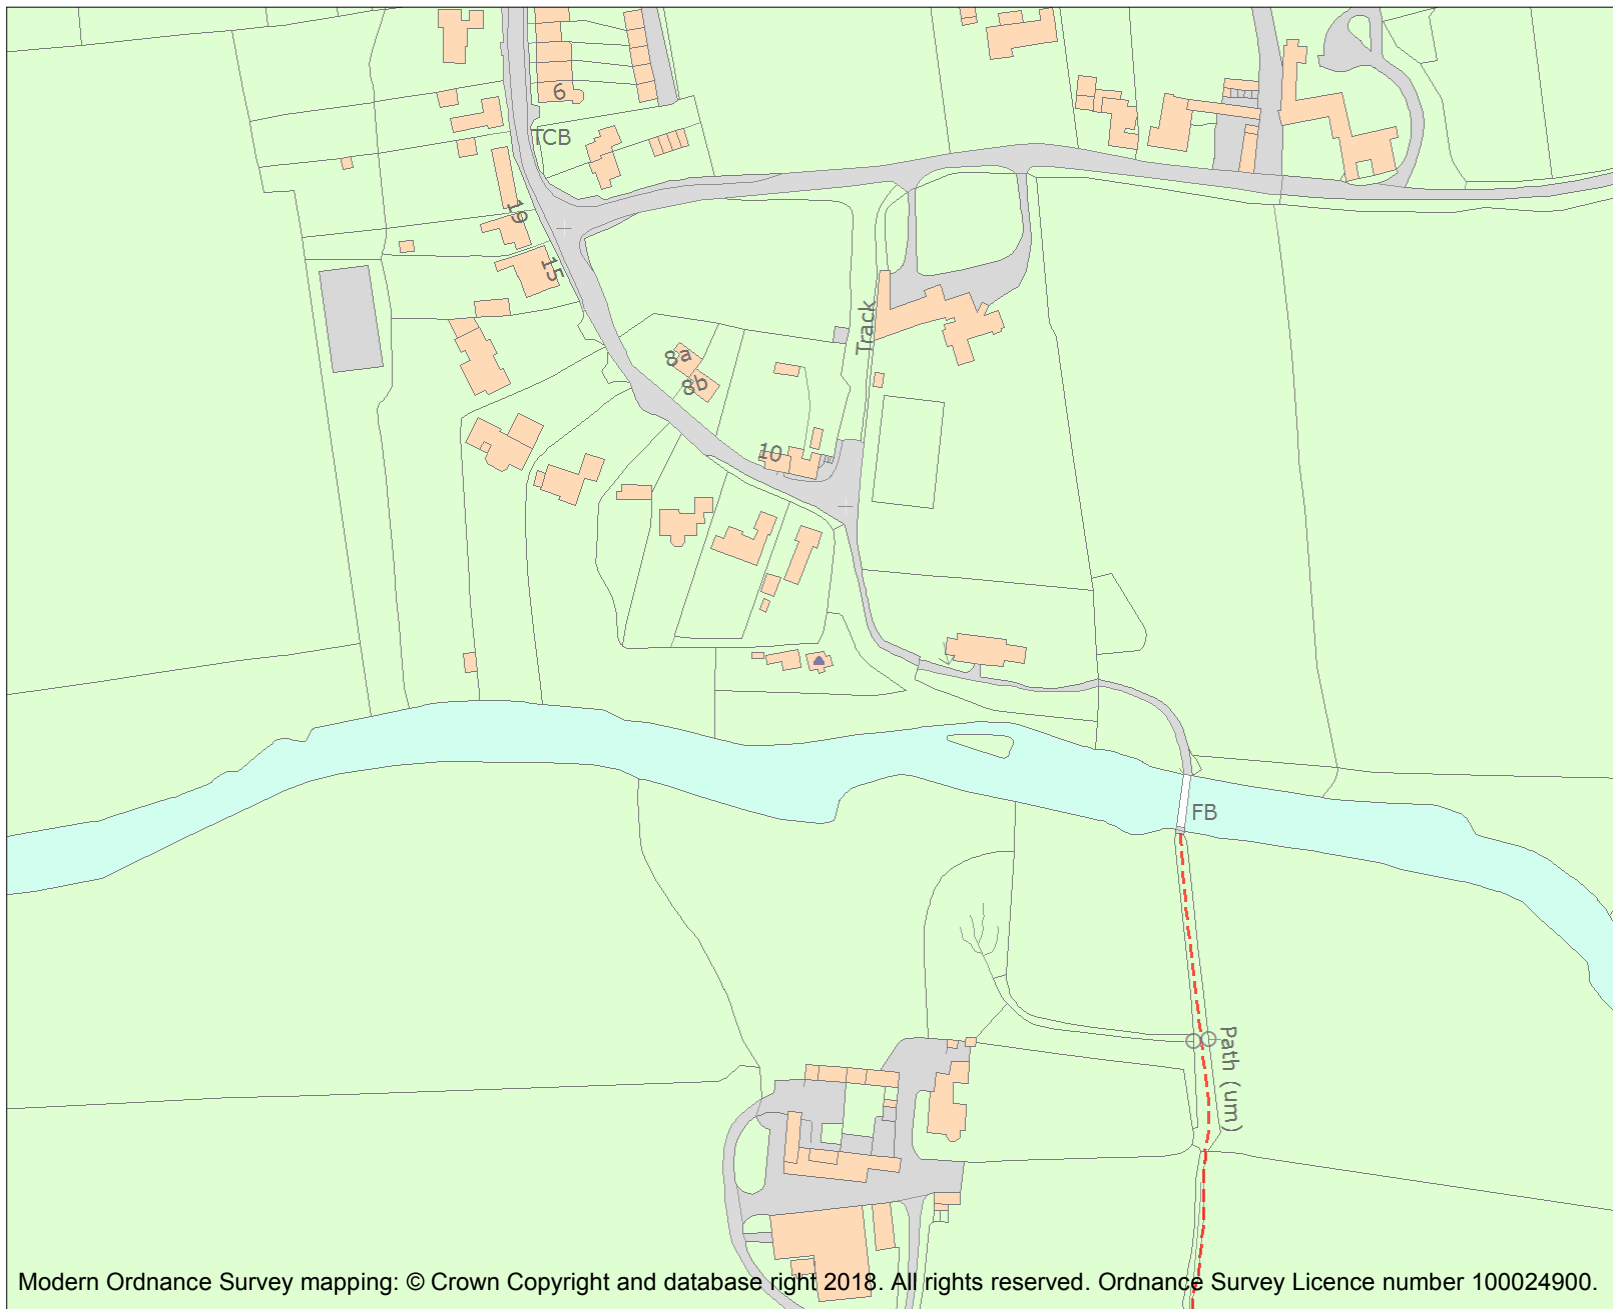 6
TCB
19
15
Track
8a
8b
10
FB
Path (um)
Modern Ordnance Survey mapping: © Crown Copyright and database right 2018. All rights reserved. Ordnance Survey Licence number 100024900.